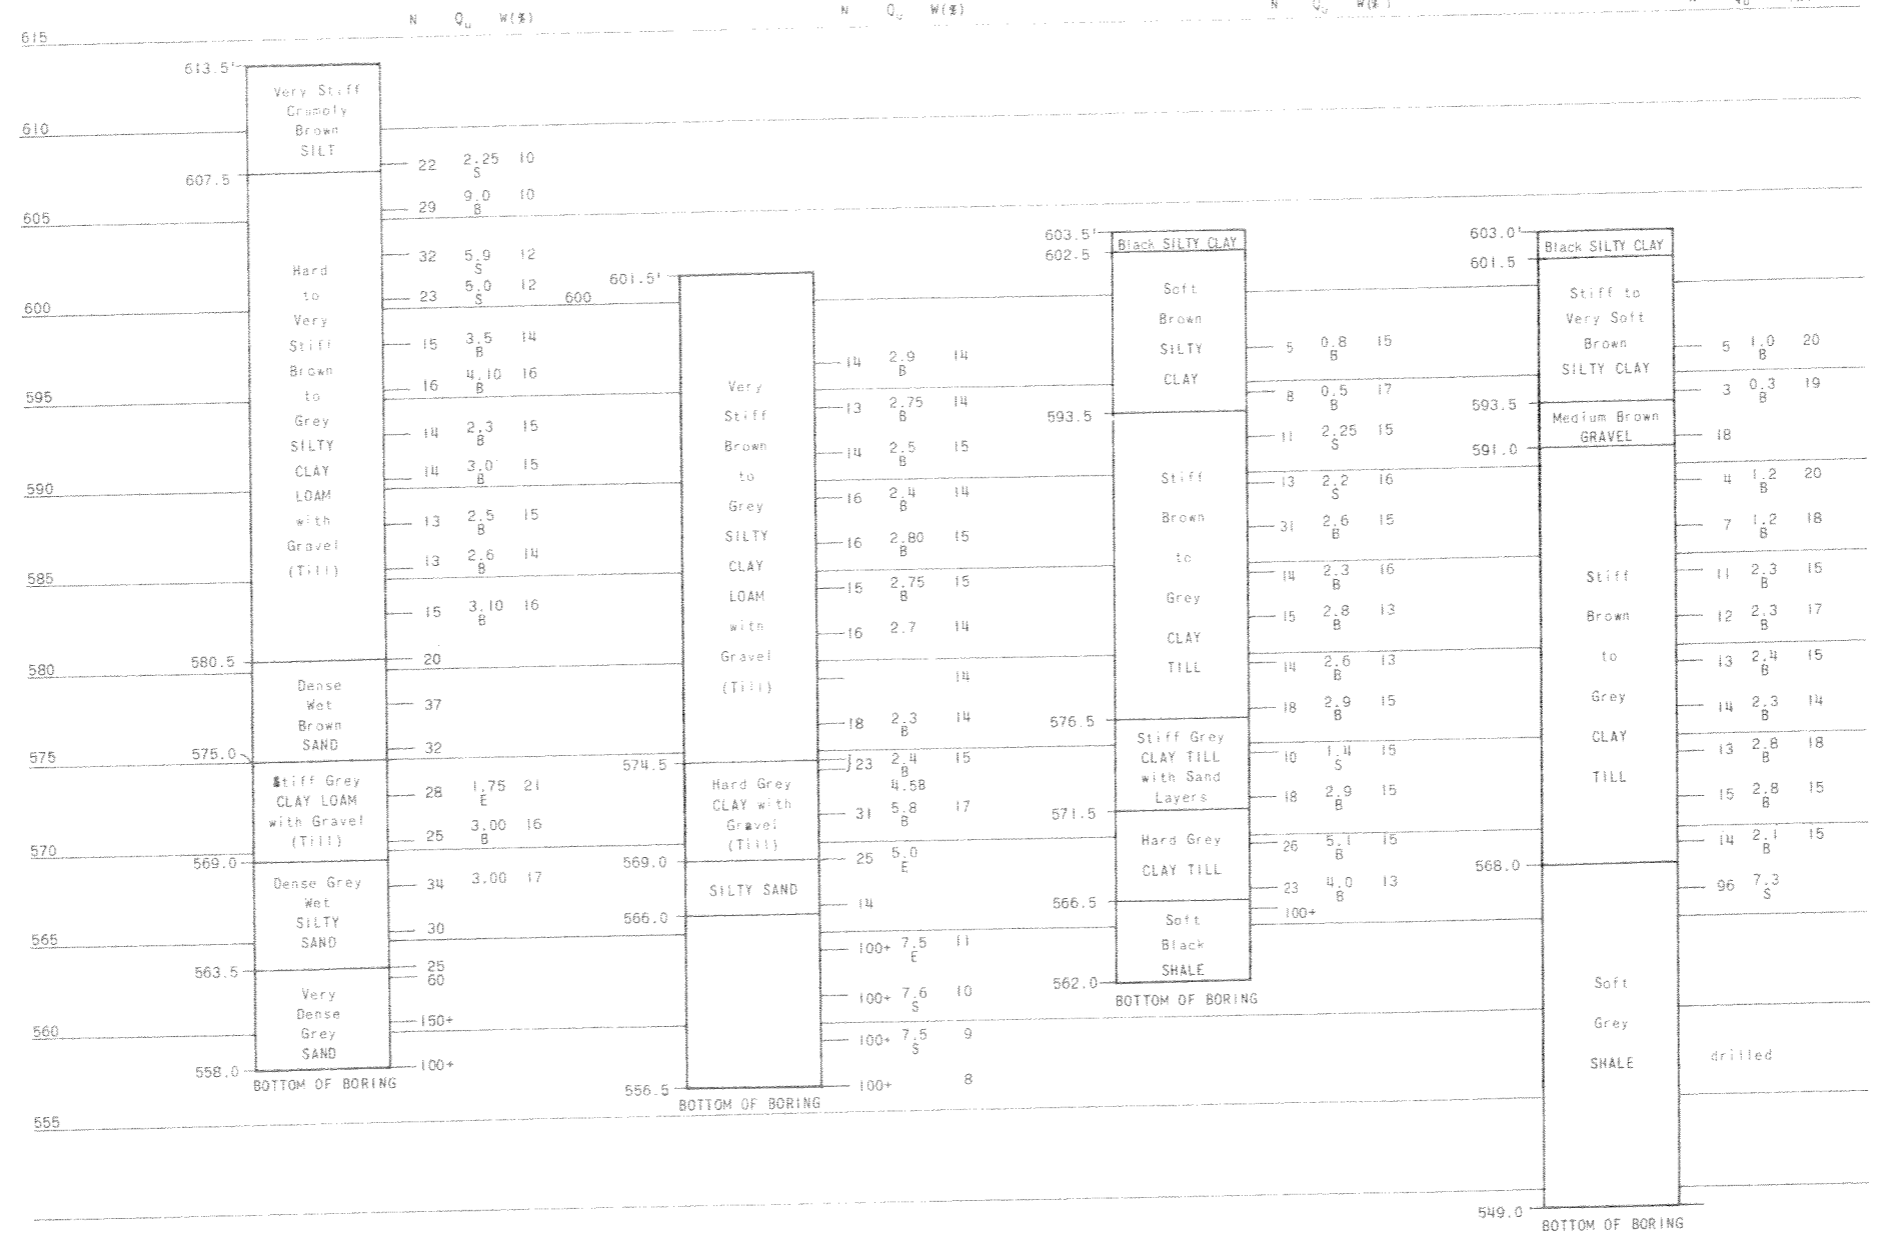 N Qu W(%)
N Qu W(%)
N Qu W(%)
615
613.5'
Very Stiff
Crumbly
Brown
SILT
610
22 2.25 10
S
607.5
29 9.0 10
B
605
32 5.9 12
S
23 5.0 12
S
600
Hard
to
Very
Stiff
Brown
to
Grey
SILTY
CLAY
LOAM
with
Gravel
(Till)
15 3.5 14
B
16 4.10 16
B
595
14 2.3 15
B
14 3.0 15
B
590
13 2.5 15
B
13 2.6 14
B
585
15 3.10 16
B
580.5
20
580
Dense
Wet
Brown
SAND
37
32
575
575.0
Stiff Grey
CLAY LOAM
with Gravel
(Till)
28 1.75 21
E
25 3.00 16
B
570
569.0
Dense Grey
Wet
SILTY
SAND
34 3.00 17
30
565
563.5
25
60
Very
Dense
Grey
SAND
150+
560
558.0
100+
BOTTOM OF BORING
555
600
601.5'
Very
Stiff
Brown
to
Grey
SILTY
CLAY
LOAM
with
Gravel
(Till)
14 2.9 14
B
13 2.75 14
B
14 2.5 15
B
16 2.4 14
B
16 2.80 15
B
15 2.75 15
B
16 2.7 14
14
18 2.3 14
B
574.5
23 2.4 15
B
4.5B
Hard Grey
CLAY with
Gravel
(Till)
31 5.8 17
B
569.0
25 5.0
E
SILTY SAND
14
566.0
100+ 7.5 11
E
100+ 7.6 10
S
100+ 7.5 9
S
556.5
100+ 8
BOTTOM OF BORING
603.5'
Black SILTY CLAY
602.5
Soft
Brown
SILTY
CLAY
5 0.8 15
B
8 0.5 17
B
593.5
11 2.25 15
S
13 2.2 16
S
31 2.6 15
B
Stiff
Brown
to
Grey
CLAY
TILL
14 2.3 16
B
15 2.8 13
B
14 2.6 13
B
18 2.9 15
B
576.5
Stiff Grey
CLAY TILL
with Sand
Layers
10 1.4 15
S
18 2.9 15
B
571.5
Hard Grey
CLAY TILL
26 5.1 15
B
23 4.0 13
B
566.5
100+
Soft
Black
SHALE
562.0
BOTTOM OF BORING
603.0'
Black SILTY CLAY
601.5
Stiff to
Very Soft
Brown
SILTY CLAY
5 1.0 20
B
3 0.3 19
B
593.5
Medium Brown
GRAVEL
18
591.0
4 1.2 20
B
7 1.2 18
B
Stiff
Brown
to
Grey
CLAY
TILL
11 2.3 15
B
12 2.3 17
B
13 2.4 15
B
14 2.3 14
B
13 2.8 18
B
15 2.8 15
B
14 2.1 15
B
568.0
96 7.3
S
Soft
Grey
SHALE
drilled
549.0
BOTTOM OF BORING